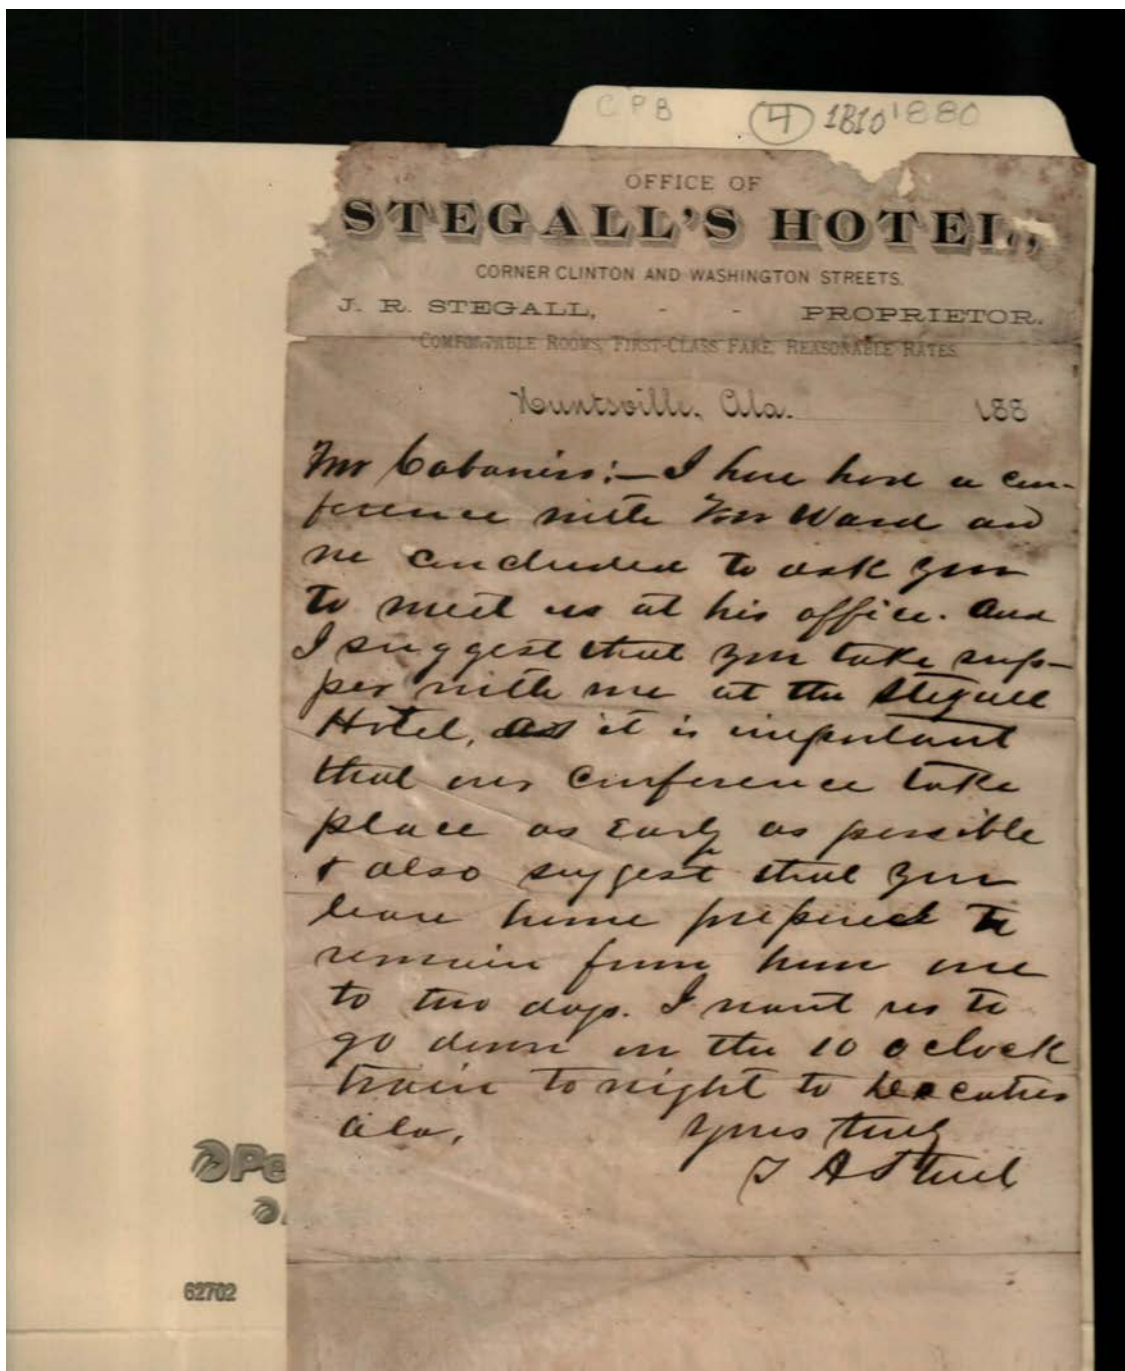 CPB 4 1B10 1880
OFFICE OF
STEGALL'S HOTEL,
CORNER CLINTON AND WASHINGTON STREETS.
J. R. STEGALL, - - PROPRIETOR.
COMFORTABLE ROOMS, FIRST-CLASS FARE, REASONABLE RATES.
Huntsville, Ala. 188
Mr Cabaniss:— I have had a con-
ference with Mr Ward and
we concluded to ask you
to meet us at his office. And
I suggest that you take sup-
per with me at the Stegall
Hotel, as it is important
that our conference take
place as early as possible
& also suggest that you
leave home prepared to
remain from home one
to two days. I want us to
go down on the 10 o clock
train tonight to Decatur
Ala. Yours truly
62702